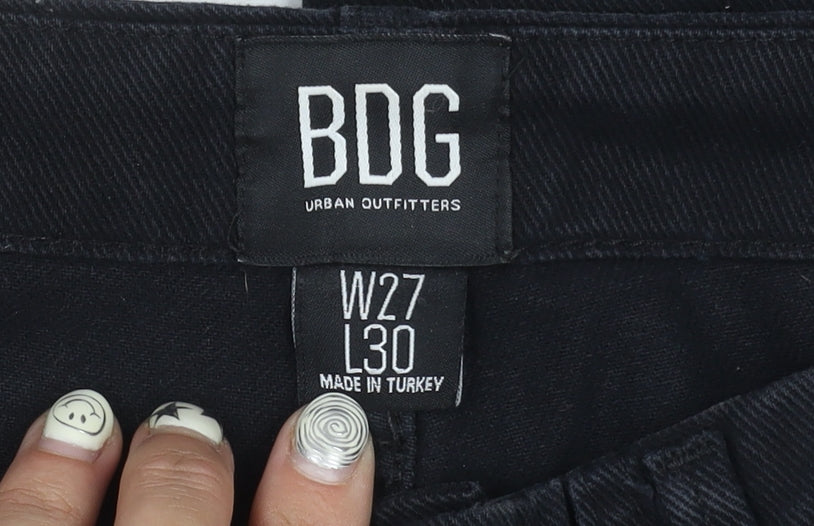 BDG
URBAN OUTFITTERS
W27
L30
MADE IN TURKEY